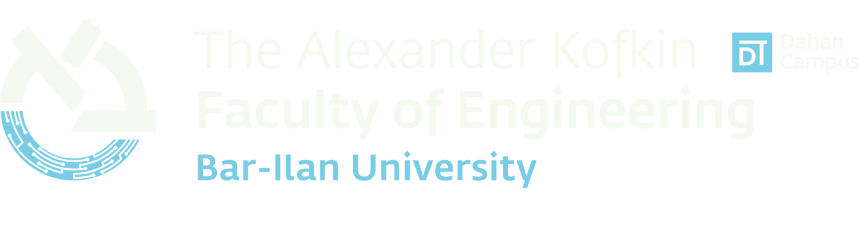 The Alexander Kofkin
Faculty of Engineering
Bar-Ilan University
DT
Dahan
Campus